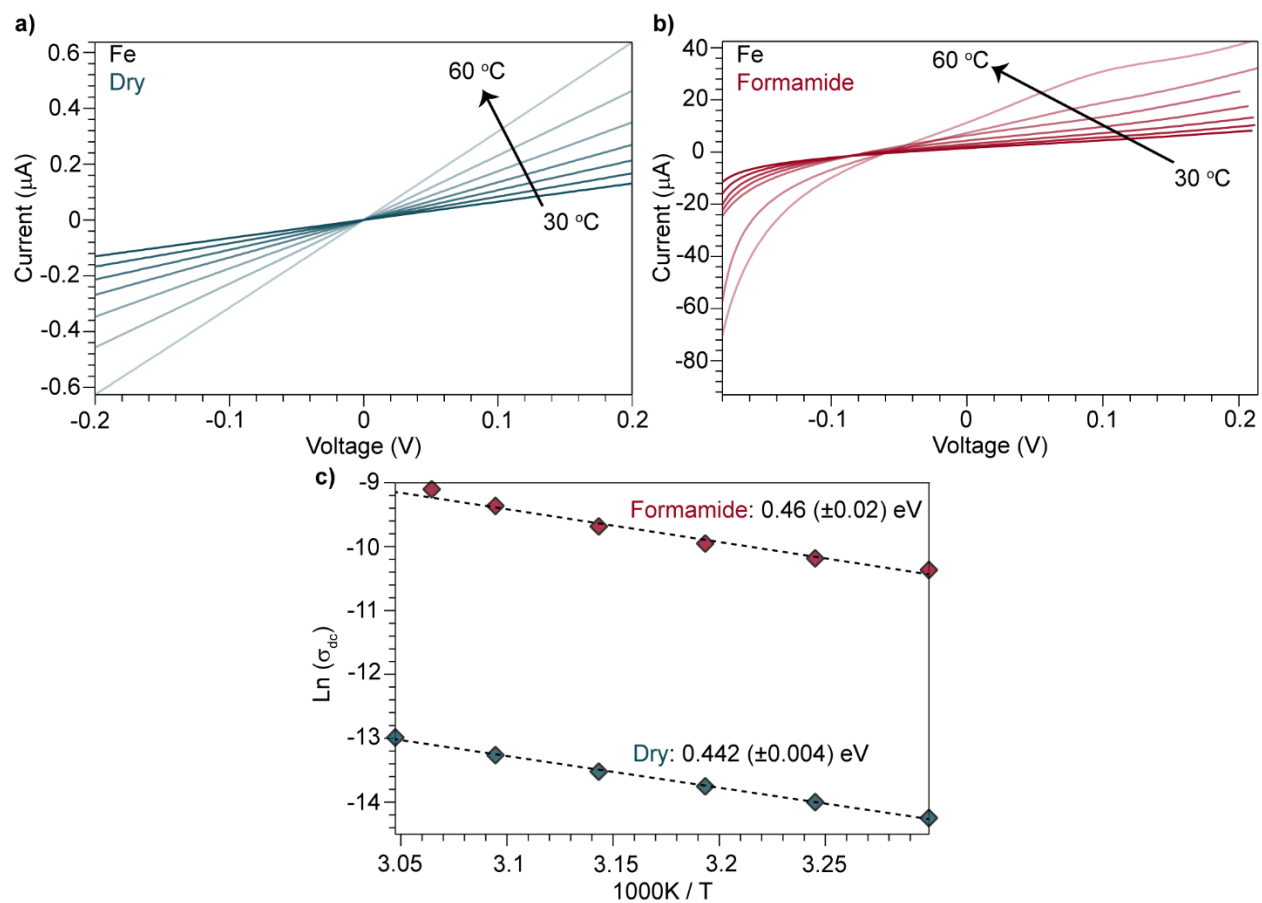 a)
Fe
Dry
60 °C
30 °C
0.6
0.4
0.2
0
-0.2
-0.4
-0.6
Current (µA)
-0.2
-0.1
0
0.1
0.2
Voltage (V)
b)
Fe
Formamide
60 °C
30 °C
40
20
0
-20
-40
-60
-80
Current (µA)
-0.1
0
0.1
0.2
Voltage (V)
c)
Formamide: 0.46 (±0.02) eV
Dry: 0.442 (±0.004) eV
-9
-10
-11
-12
-13
-14
Ln (σdc)
3.05
3.1
3.15
3.2
3.25
1000K / T